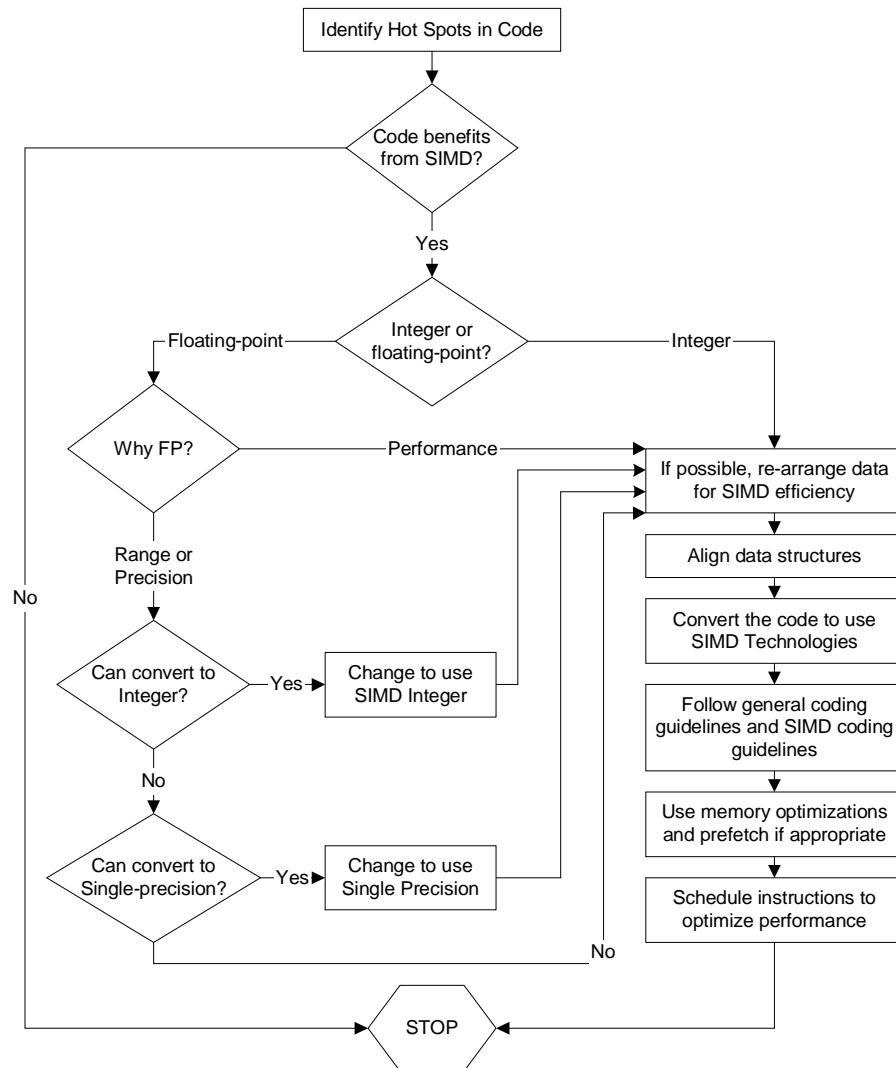 Identify Hot Spots in Code
Code benefits
from SIMD?
Yes
Integer or
floating-point?
Floating-point
Integer
Why FP?
Performance
If possible, re-arrange data
for SIMD efficiency
Range or
Precision
Align data structures
No
Convert the code to use
SIMD Technologies
Can convert to
Integer?
Yes
Change to use
SIMD Integer
Follow general coding
guidelines and SIMD coding
guidelines
No
Use memory optimizations
and prefetch if appropriate
Can convert to
Single-precision?
Yes
Change to use
Single Precision
Schedule instructions to
optimize performance
No
STOP